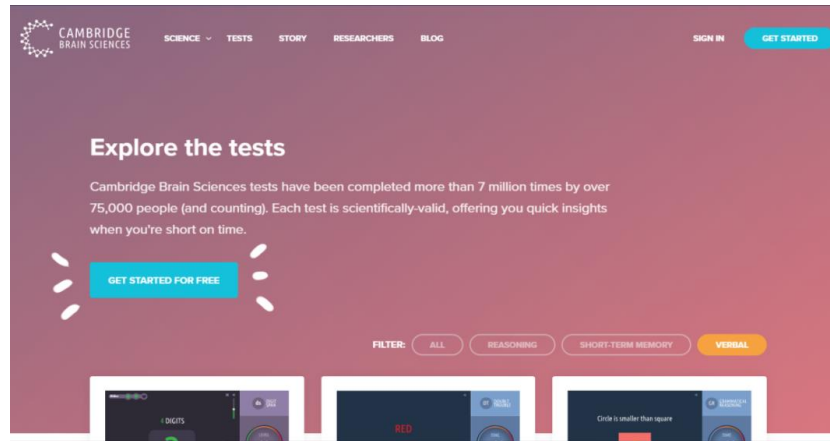 CAMBRIDGE
BRAIN SCIENCES
SCIENCE
TESTS
STORY
RESEARCHERS
BLOG
SIGN IN
GET STARTED
Explore the tests
Cambridge Brain Sciences tests have been completed more than 7 million times by over
75,000 people (and counting). Each test is scientifically-valid, offering you quick insights
when you're short on time.
GET STARTED FOR FREE
FILTER:
ALL
REASONING
SHORT-TERM MEMORY
VERBAL
DIGITS
RED
Circle is smaller than square